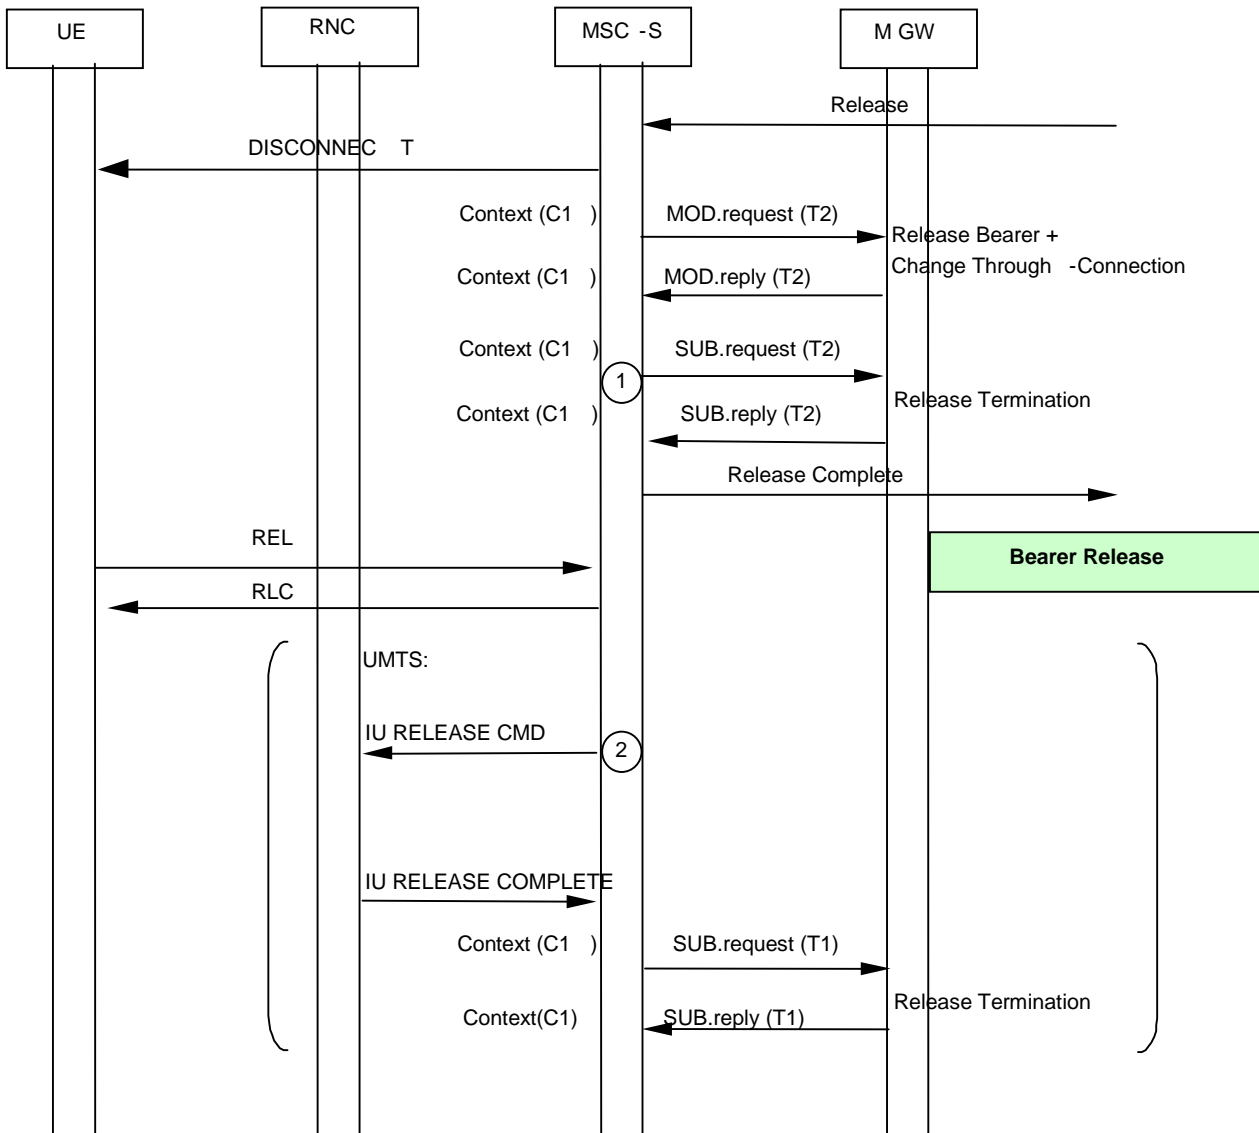 UE
RNC
MSC -S
M GW
Release
DISCONNEC T
Context (C1 )
MOD.request (T2)
Release Bearer +
Change Through -Connection
Context (C1 )
MOD.reply (T2)
Context (C1 )
SUB.request (T2)
1
Release Termination
Context (C1 )
SUB.reply (T2)
Release Complete
REL
Bearer Release
RLC
UMTS:
IU RELEASE CMD
2
IU RELEASE COMPLETE
Context (C1 )
SUB.request (T1)
Release Termination
Context(C1)
SUB.reply (T1)